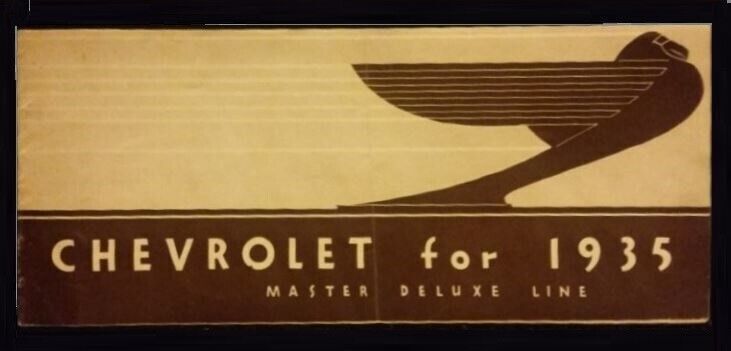 CHEVROLET for 1935
MASTER DELUXE LINE